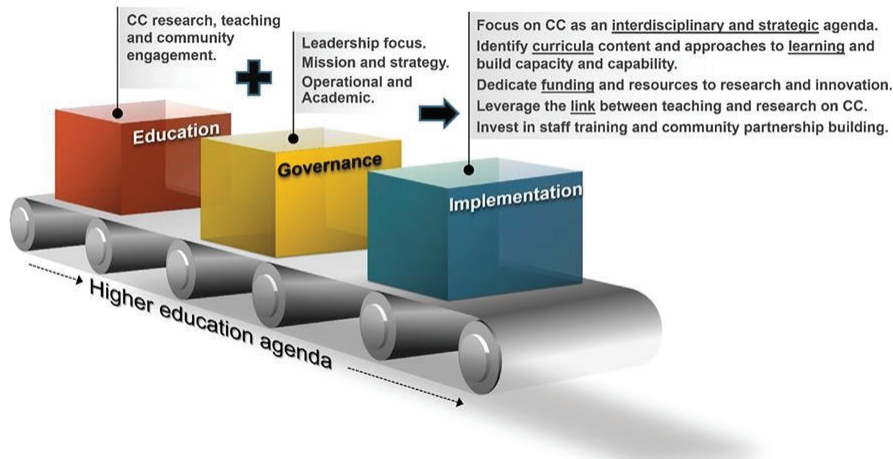 CC research, teaching
and community
engagement.
Leadership focus.
Mission and strategy.
Operational and
Academic.
Focus on CC as an interdisciplinary and strategic agenda.
Identify curricula content and approaches to learning and
build capacity and capability.
Dedicate funding and resources to research and innovation.
Leverage the link between teaching and research on CC.
Invest in staff training and community partnership building.
Education
Governance
Implementation
Higher education agenda